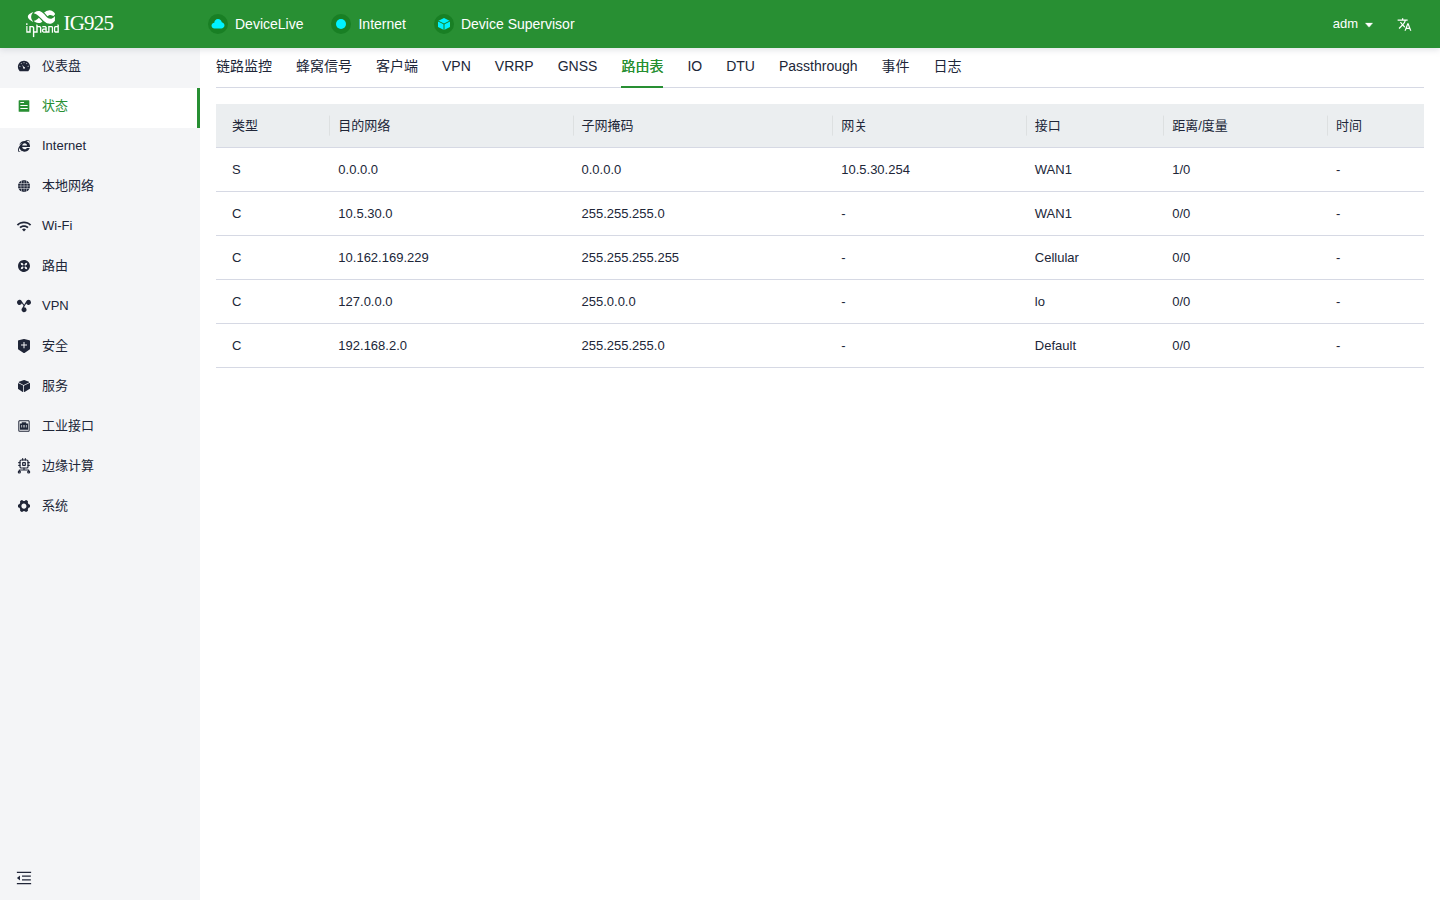 inhand IG925 DeviceLive Internet Device Supervisor adm
仪表盘
状态
Internet
本地网络
Wi-Fi
路由
VPN
安全
服务
工业接口
边缘计算
系统
链路监控 蜂窝信号 客户端 VPN VRRP GNSS 路由表 IO DTU Passthrough 事件 日志
类型 目的网络 子网掩码 网关 接口 距离/度量 时间
S 0.0.0.0 0.0.0.0 10.5.30.254 WAN1 1/0 -
C 10.5.30.0 255.255.255.0 - WAN1 0/0 -
C 10.162.169.229 255.255.255.255 - Cellular 0/0 -
C 127.0.0.0 255.0.0.0 - lo 0/0 -
C 192.168.2.0 255.255.255.0 - Default 0/0 -